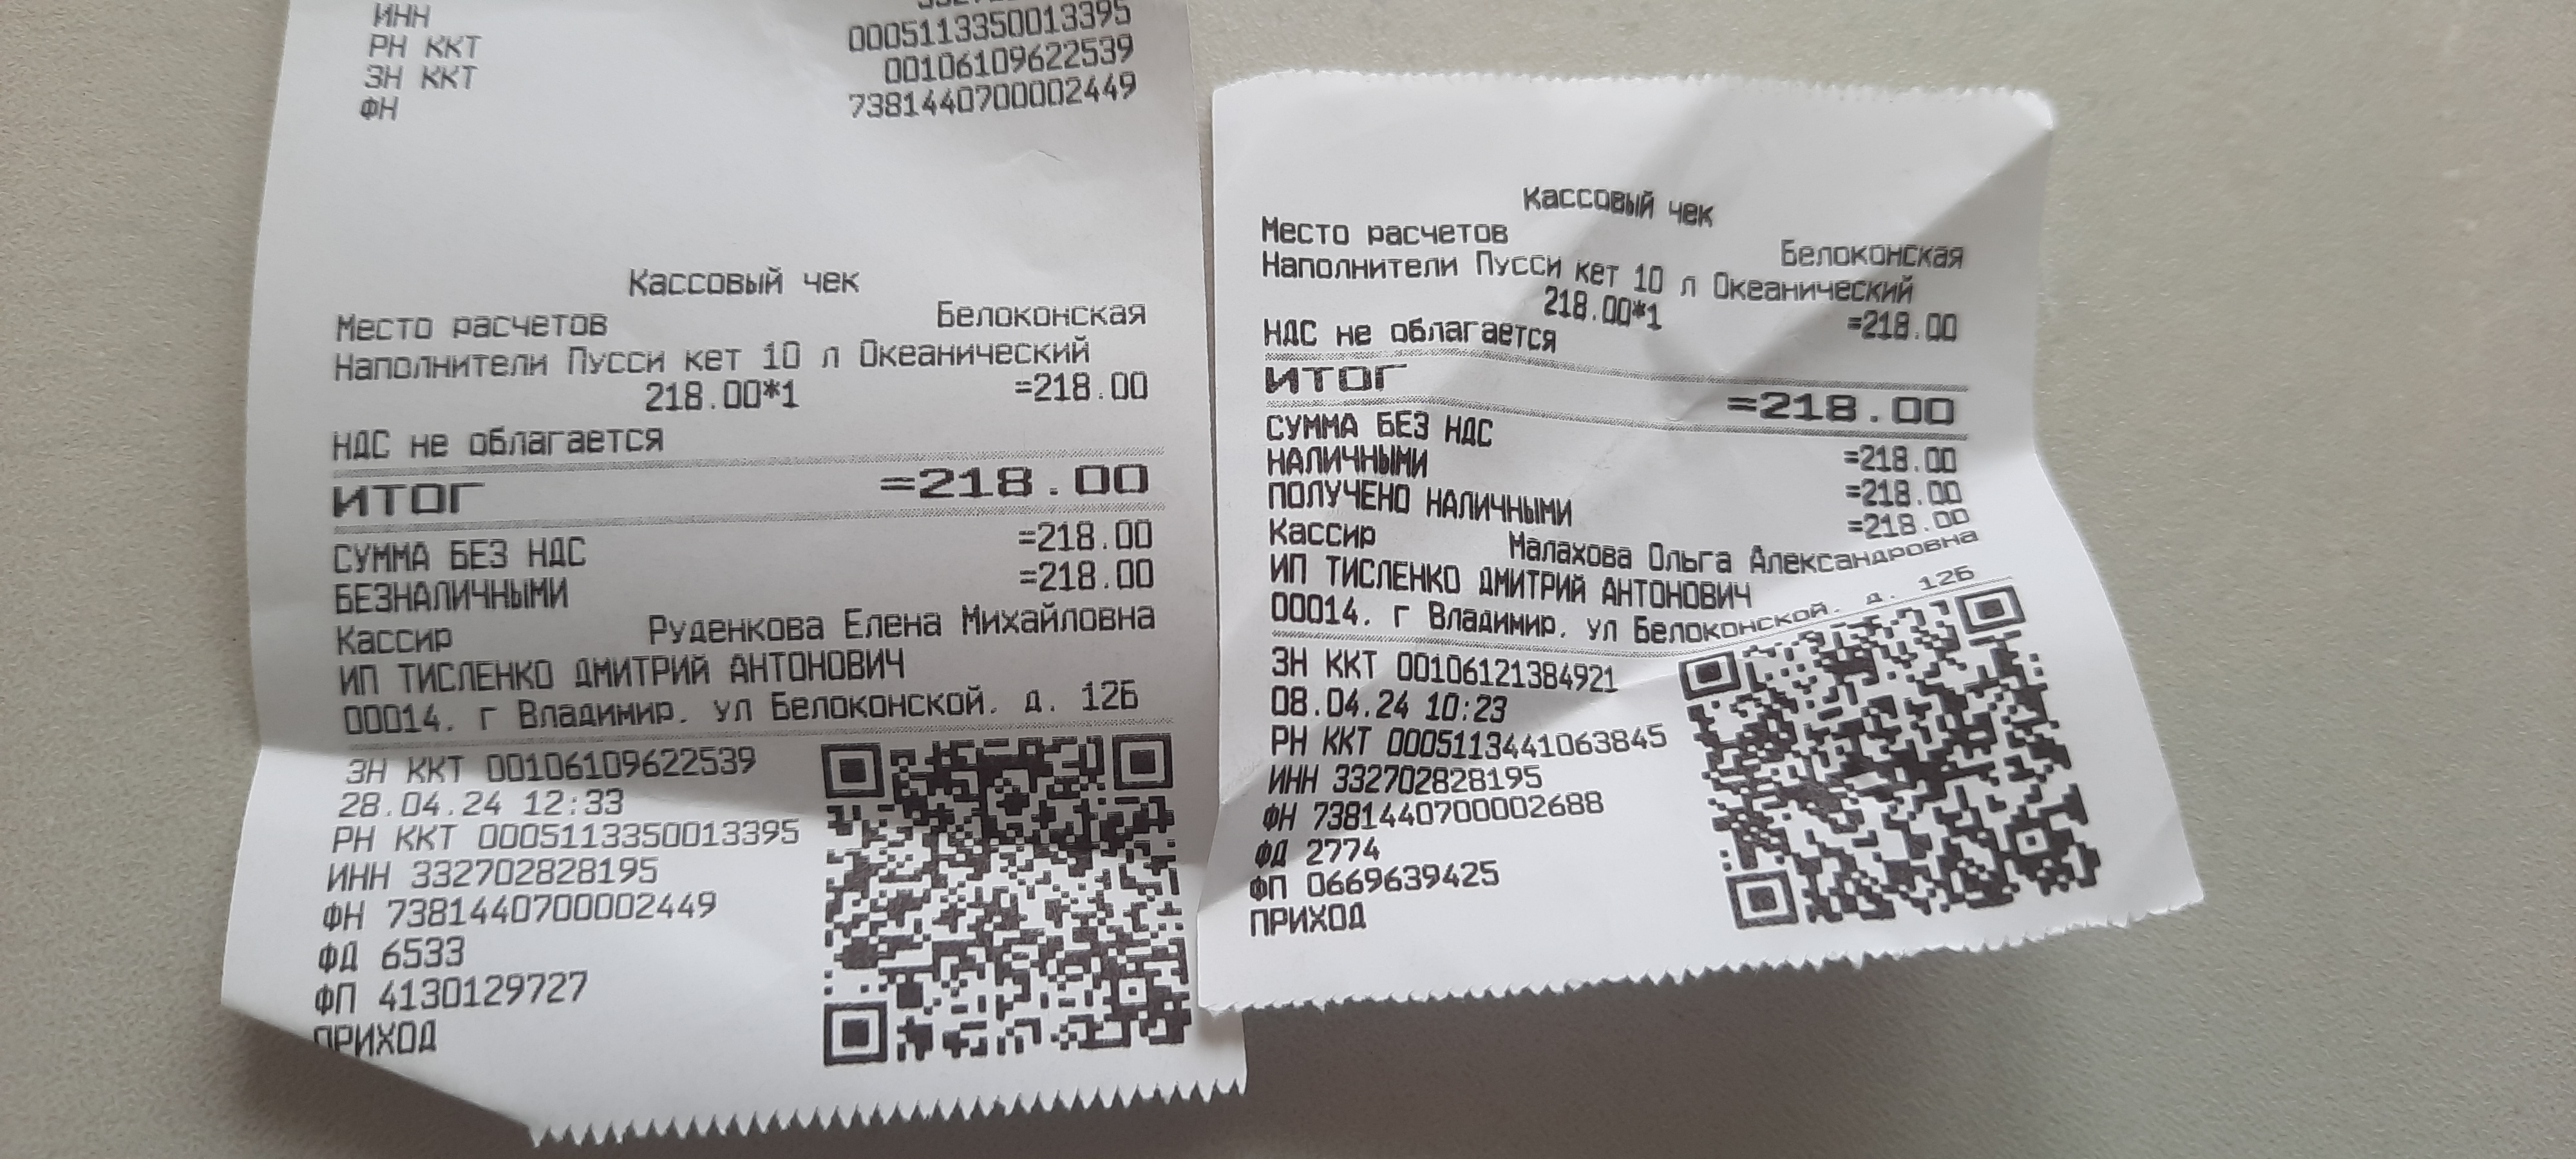 ИНН
РН ККТ 0005113350013395
ЗН ККТ 00106109622539
ФН 7381440700002449
Кассовый чек
Место расчетов Белоконская
Наполнители Пусси кет 10 л Океанический
218.00*1 =218.00
НДС не облагается
ИТОГ =218.00
СУММА БЕЗ НДС =218.00
БЕЗНАЛИЧНЫМИ =218.00
Кассир Руденкова Елена Михайловна
ИП ТИСЛЕНКО ДМИТРИЙ АНТОНОВИЧ
00014, г Владимир, ул Белоконской, д. 12Б
ЗН ККТ 00106109622539
28.04.24 12:33
РН ККТ 0005113350013395
ИНН 332702828195
ФН 7381440700002449
ФД 6533
ФП 4130129727
ПРИХОД
Кассовый чек
Место расчетов Белоконская
Наполнители Пусси кет 10 л Океанический
218.00*1 =218.00
НДС не облагается
ИТОГ =218.00
СУММА БЕЗ НДС =218.00
НАЛИЧНЫМИ =218.00
ПОЛУЧЕНО НАЛИЧНЫМИ =218.00
Кассир Малахова Ольга Александровна
ИП ТИСЛЕНКО ДМИТРИЙ АНТОНОВИЧ
00014, г Владимир, ул Белоконской, д. 12Б
ЗН ККТ 00106121384921
08.04.24 10:23
РН ККТ 0005113441063845
ИНН 332702828195
ФН 7381440700002688
ФД 2774
ФП 0669639425
ПРИХОД